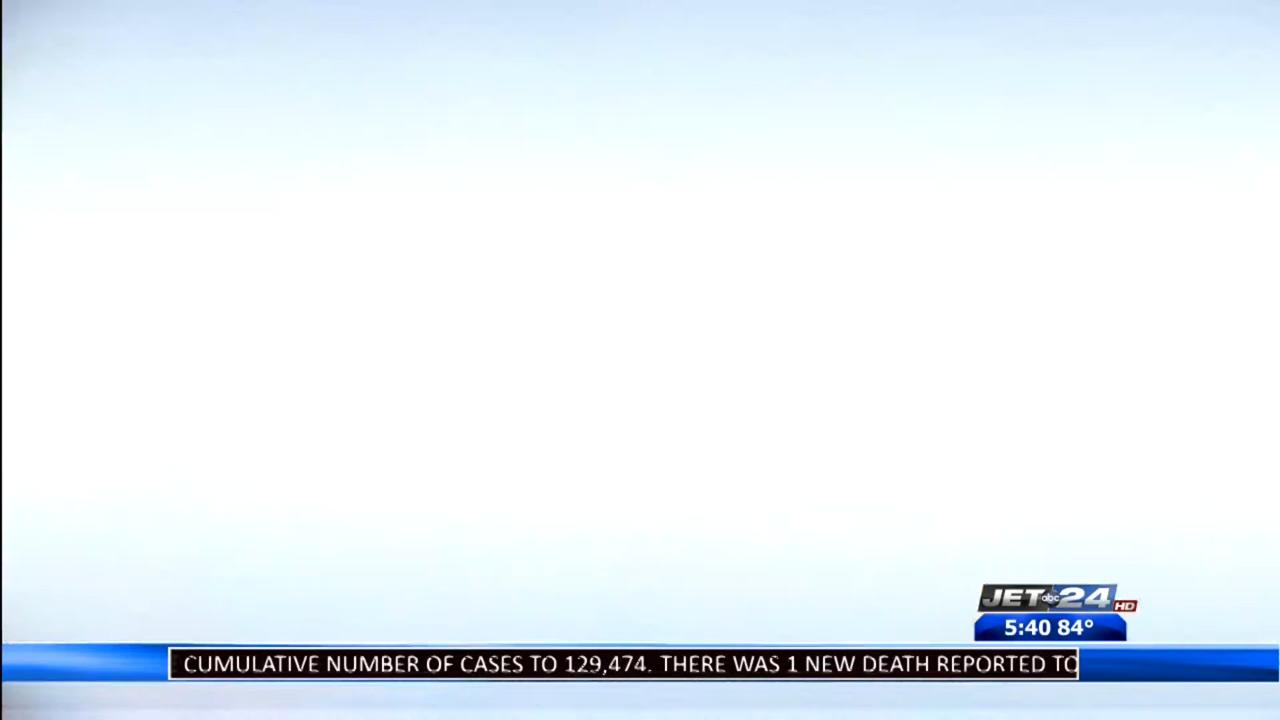 JET abc 24 HD
5:40 84°
CUMULATIVE NUMBER OF CASES TO 129,474. THERE WAS 1 NEW DEATH REPORTED TO